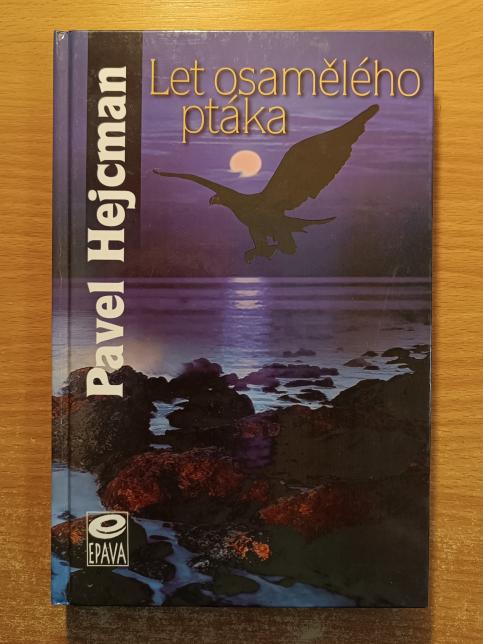 Let osamělého
ptáka
Pavel Hejcman
e
EPAVA